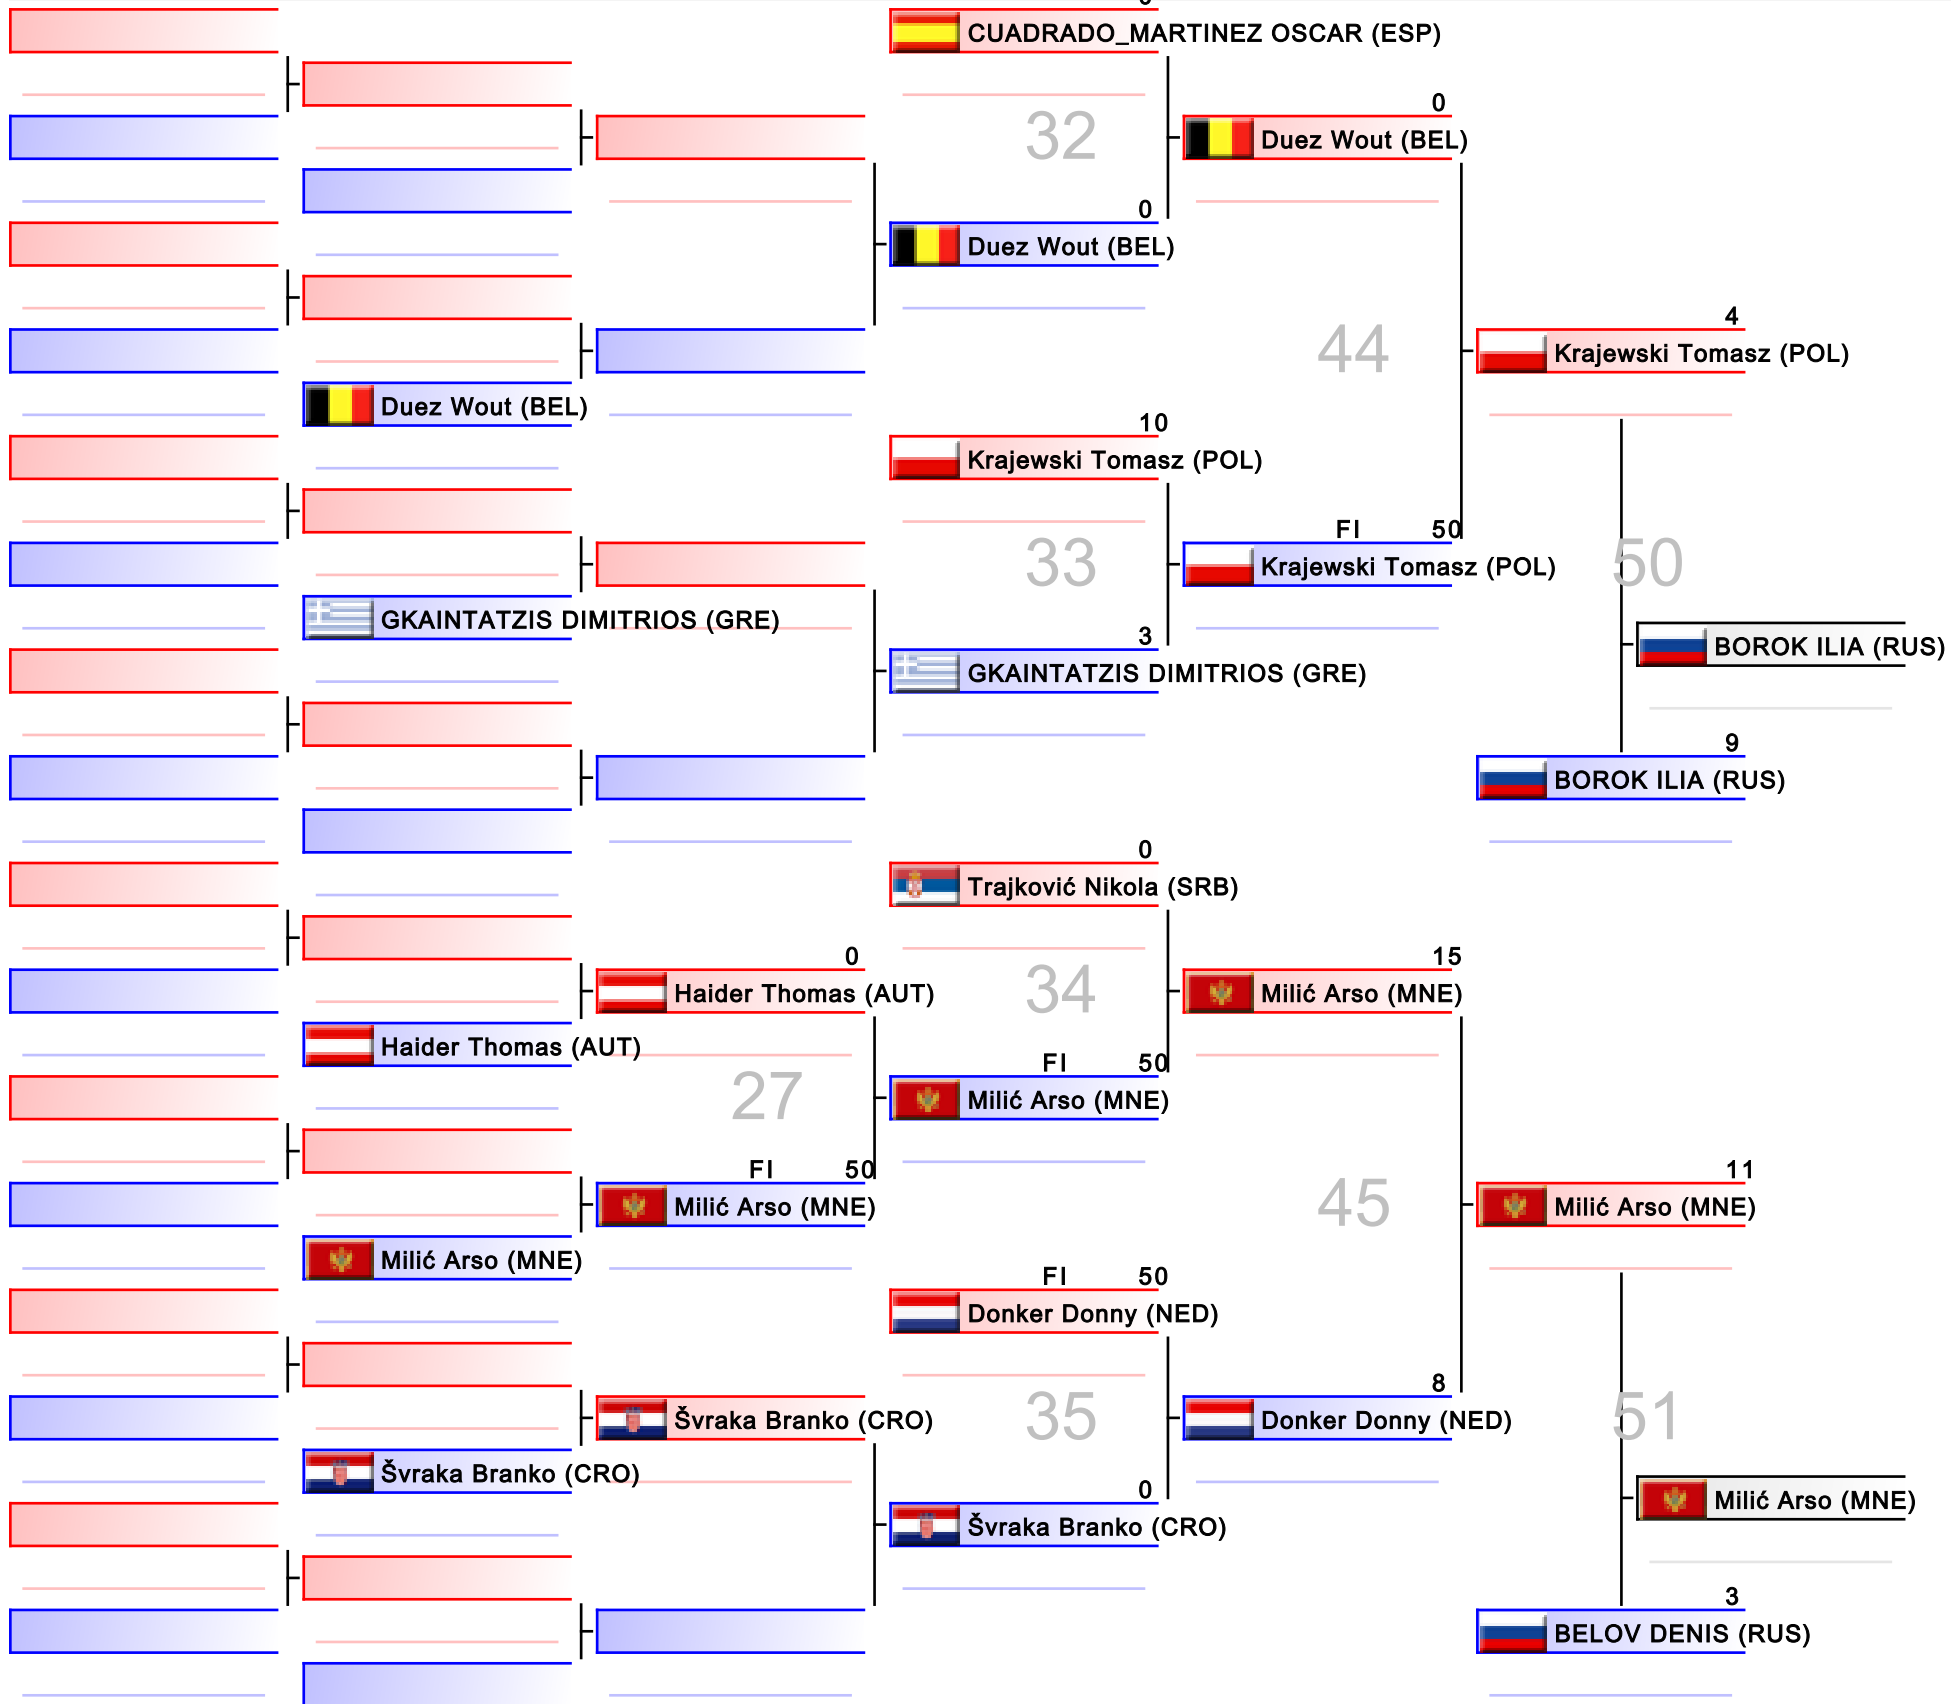 CUADRADO_MARTINEZ OSCAR (ESP)
0
32
Duez Wout (BEL)
0
Duez Wout (BEL)
4
44
Krajewski Tomasz (POL)
Duez Wout (BEL)
10
Krajewski Tomasz (POL)
FI 50
33
Krajewski Tomasz (POL)
50
GKAINTATZIS DIMITRIOS (GRE)
3
BOROK ILIA (RUS)
GKAINTATZIS DIMITRIOS (GRE)
9
BOROK ILIA (RUS)
0
Trajković Nikola (SRB)
0
15
Haider Thomas (AUT)
34
Milić Arso (MNE)
Haider Thomas (AUT)
FI 50
27
Milić Arso (MNE)
FI 50
11
Milić Arso (MNE)
45
Milić Arso (MNE)
Milić Arso (MNE)
FI 50
Donker Donny (NED)
8
Švraka Branko (CRO)
35
Donker Donny (NED)
51
Švraka Branko (CRO)
0
Milić Arso (MNE)
Švraka Branko (CRO)
3
BELOV DENIS (RUS)